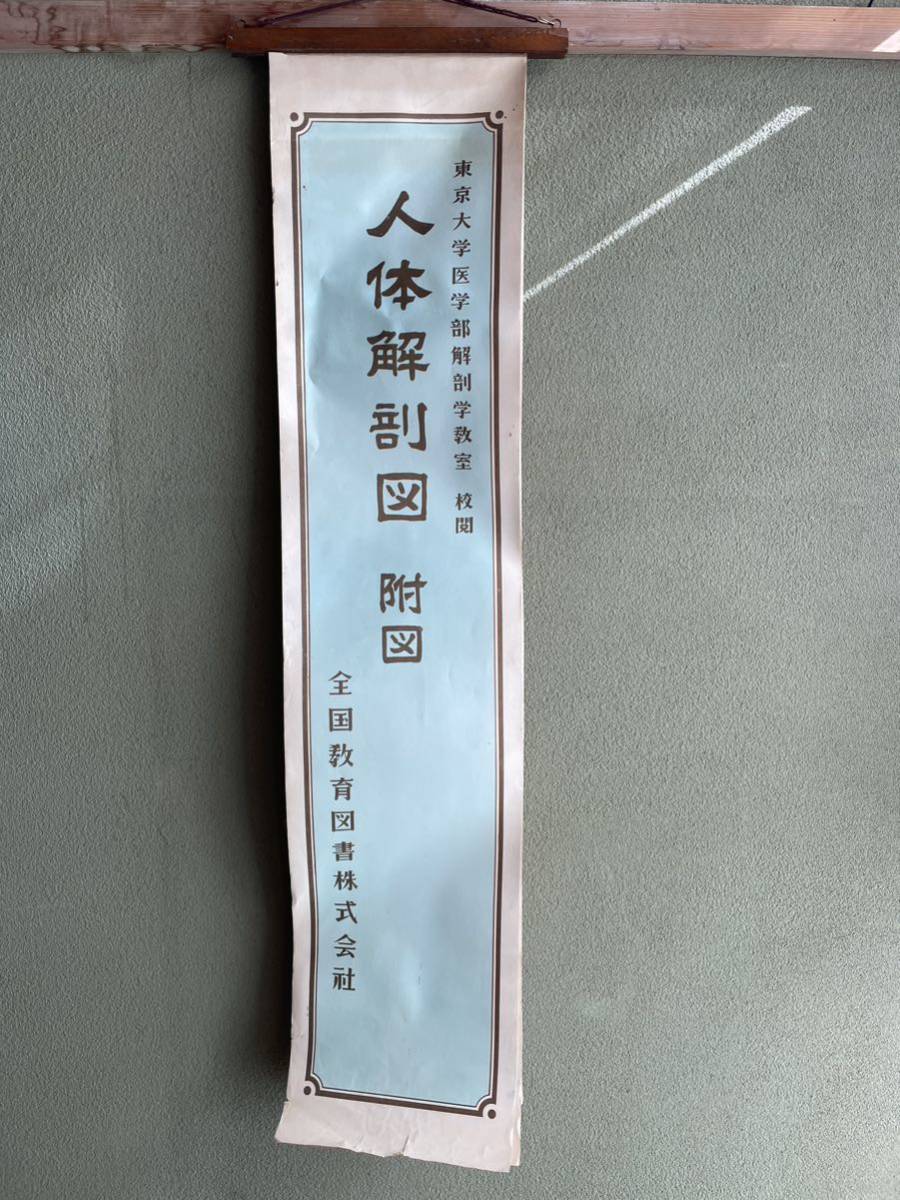 東京大学医学部解剖学教室 校閲
人体解剖図 附図
全国教育図書株式会社